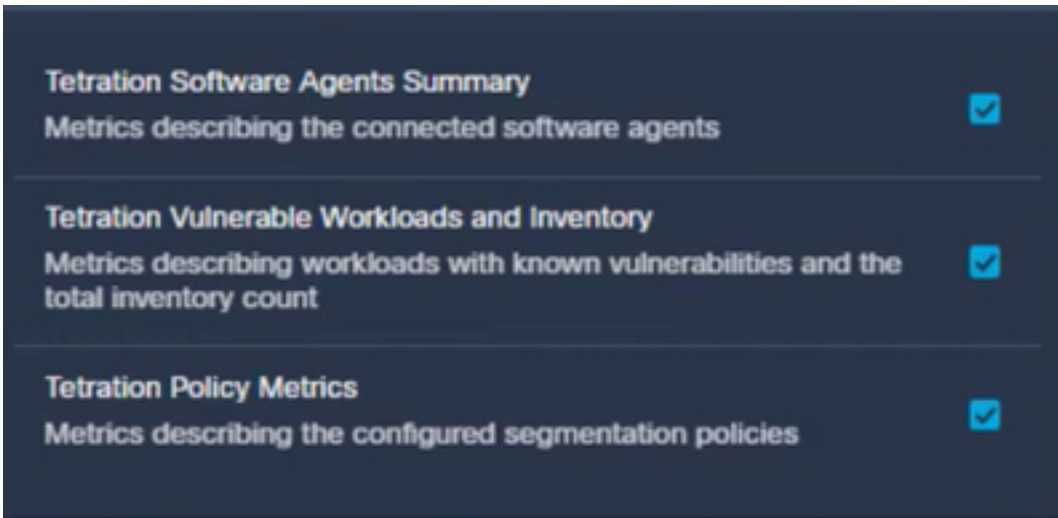 Tetration Software Agents Summary
Metrics describing the connected software agents
Tetration Vulnerable Workloads and Inventory
Metrics describing workloads with known vulnerabilities and the
total inventory count
Tetration Policy Metrics
Metrics describing the configured segmentation policies